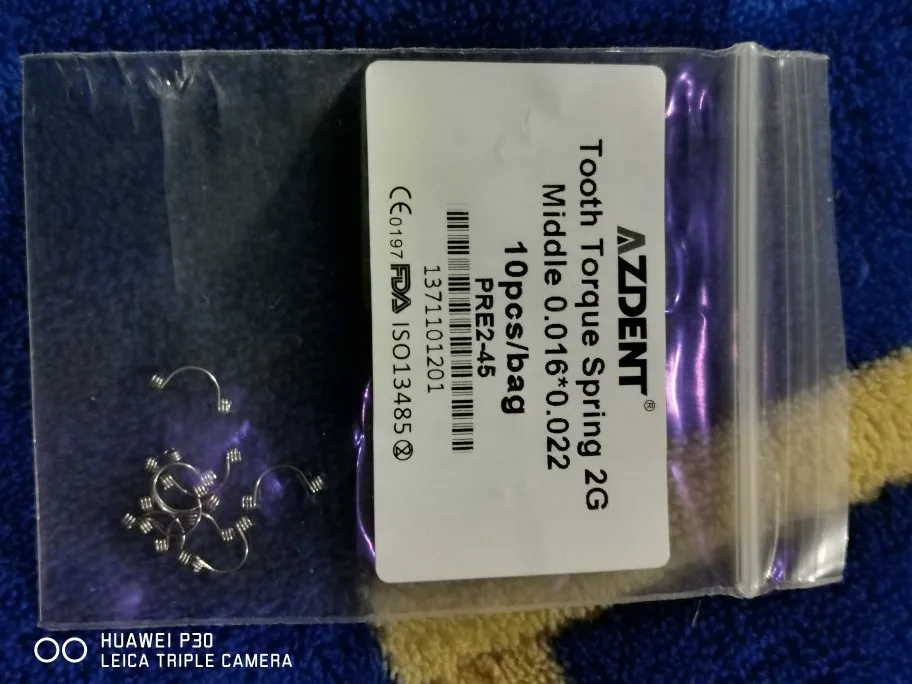 AZDENT®
Tooth Torque Spring 2G
Middle 0.016*0.022
10pcs/bag
PRE2-45
1371101201
CE0197 FDA ISO13485
HUAWEI P30
LEICA TRIPLE CAMERA